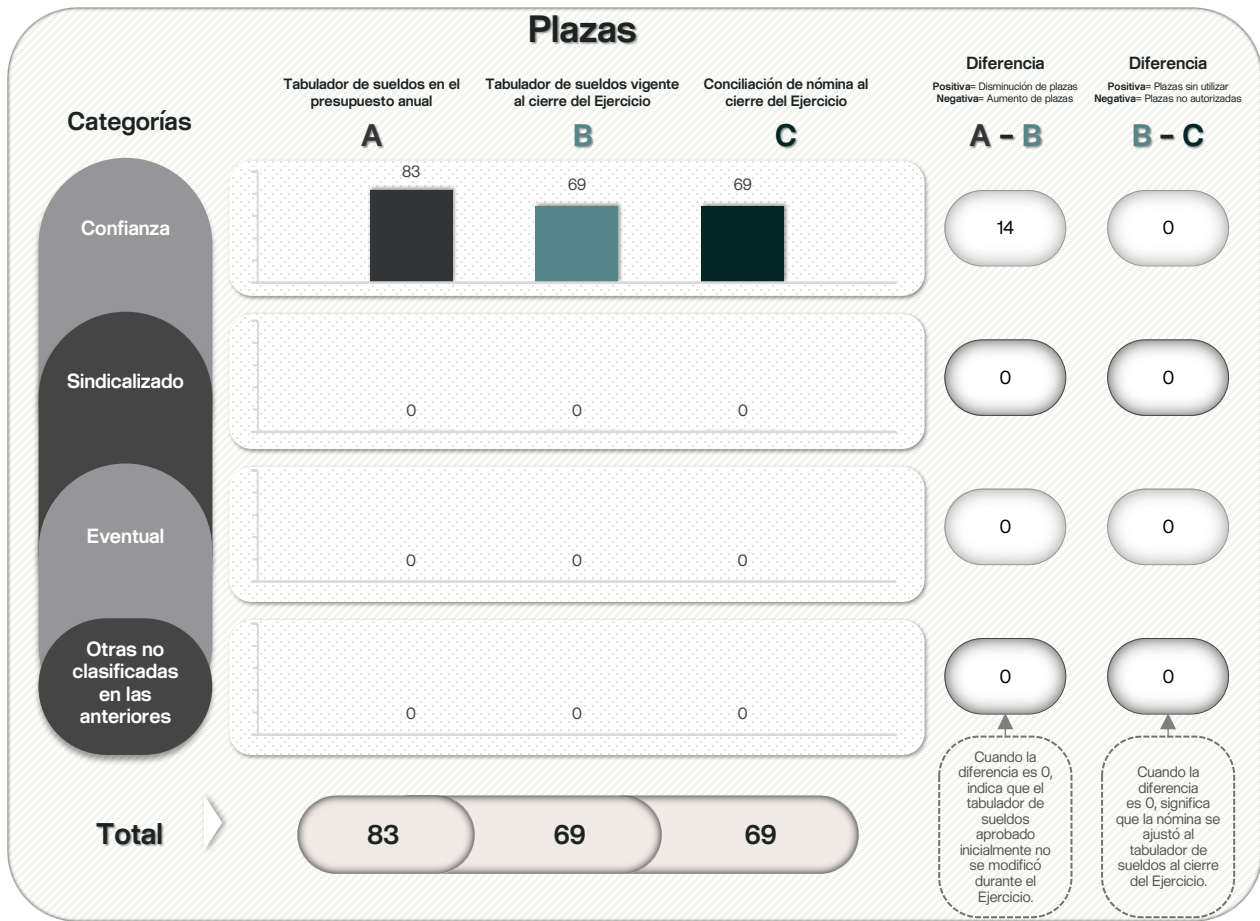 Plazas
Categorías
Tabulador de sueldos en el
presupuesto anual
A
Tabulador de sueldos vigente
al cierre del Ejercicio
B
Conciliación de nómina al
cierre del Ejercicio
C
Diferencia
Positiva= Disminución de plazas
Negativa= Aumento de plazas
A – B
Diferencia
Positiva= Plazas sin utilizar
Negativa= Plazas no autorizadas
B – C
Confianza
83
69
69
14
0
Sindicalizado
0
0
0
0
0
Eventual
0
0
0
0
0
Otras no
clasificadas
en las
anteriores
0
0
0
0
0
Total
83
69
69
Cuando la
diferencia es 0,
indica que el
tabulador de
sueldos
aprobado
inicialmente no
se modificó
durante el
Ejercicio.
Cuando la
diferencia
es 0, significa
que la nómina se
ajustó al
tabulador de
sueldos al cierre
del Ejercicio.